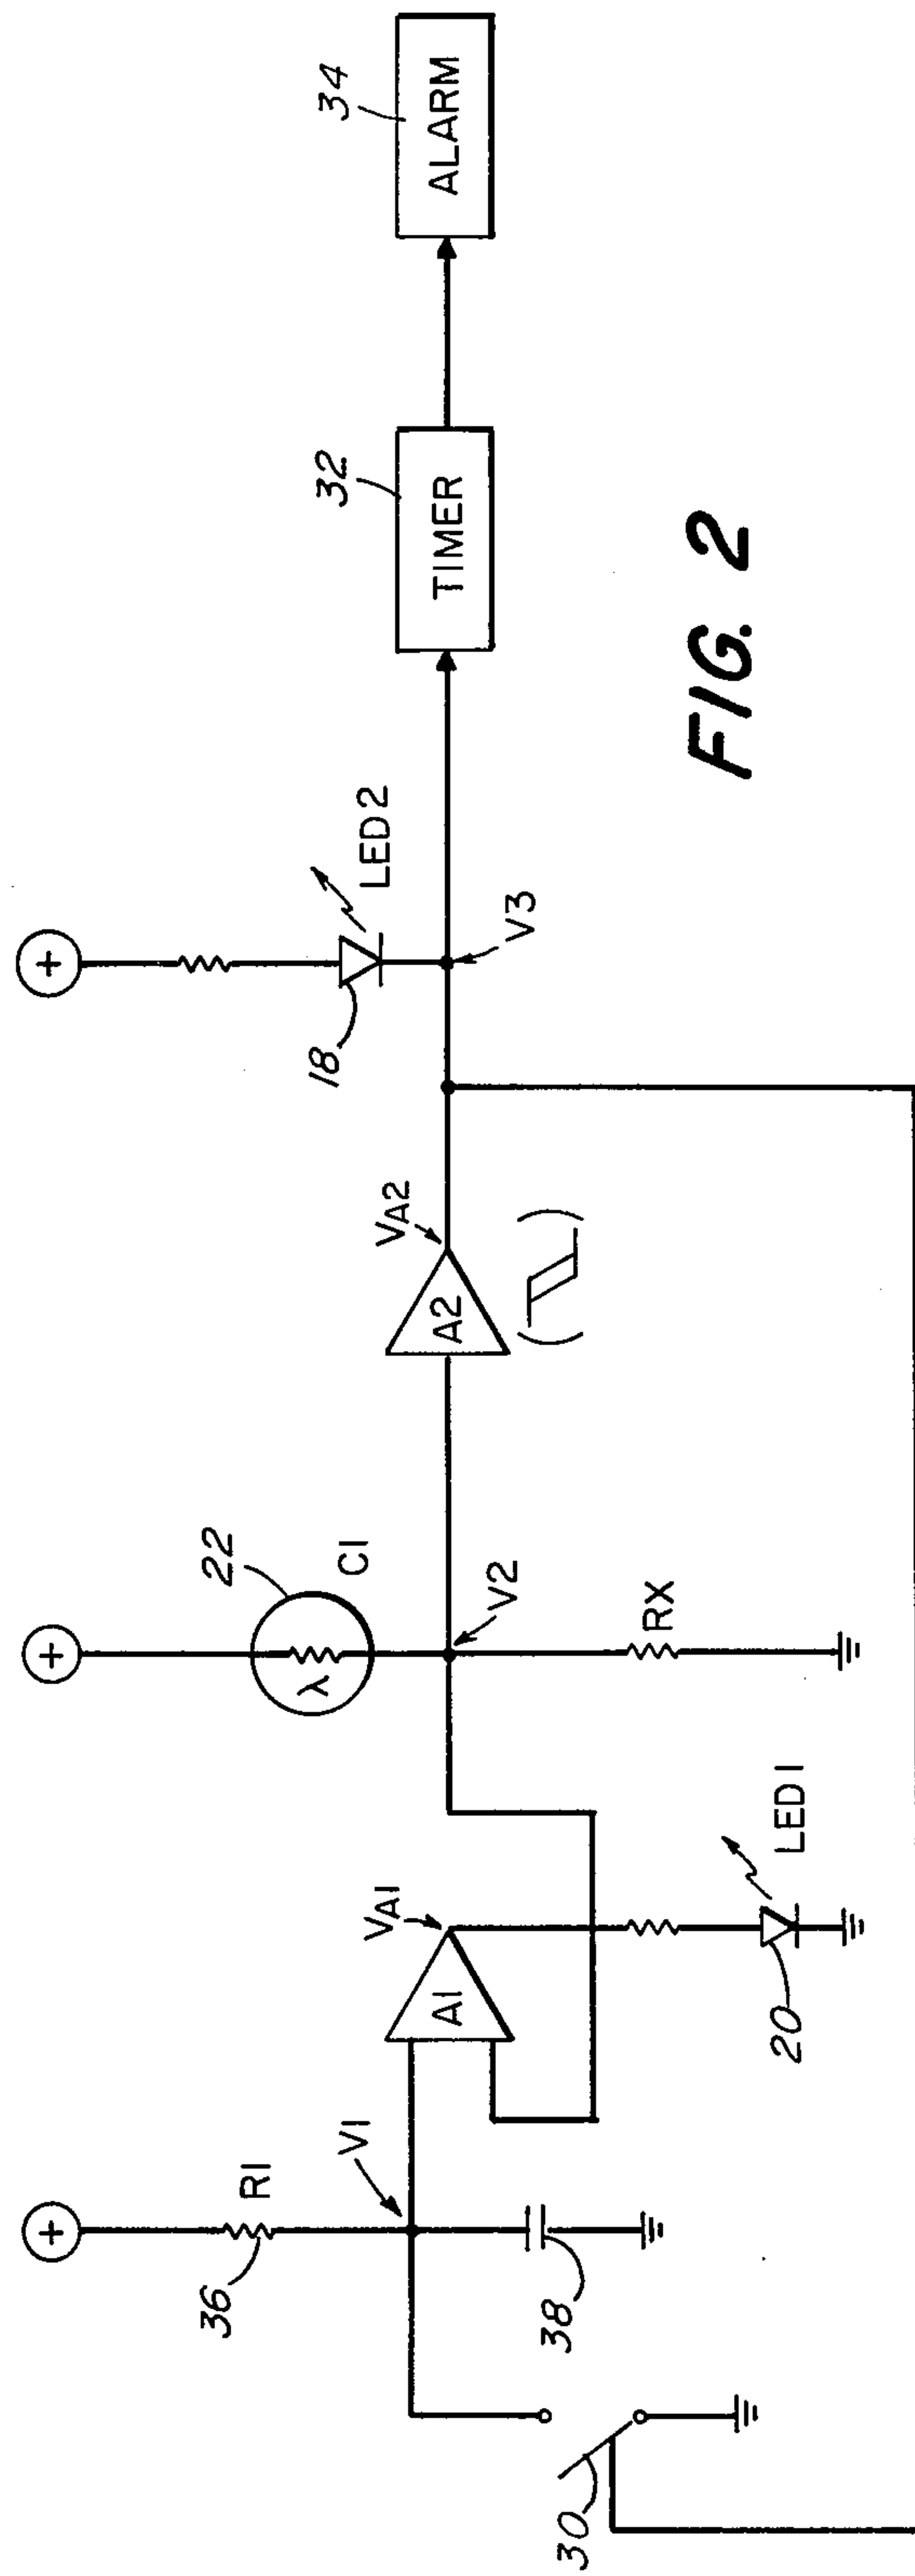 34
ALARM
32
TIMER
+
LED2
18
V3
VA2
A2
+
22
C1
λ
V2
RX
VA1
A1
LED1
20
+
R1
36
V1
38
30
FIG. 2